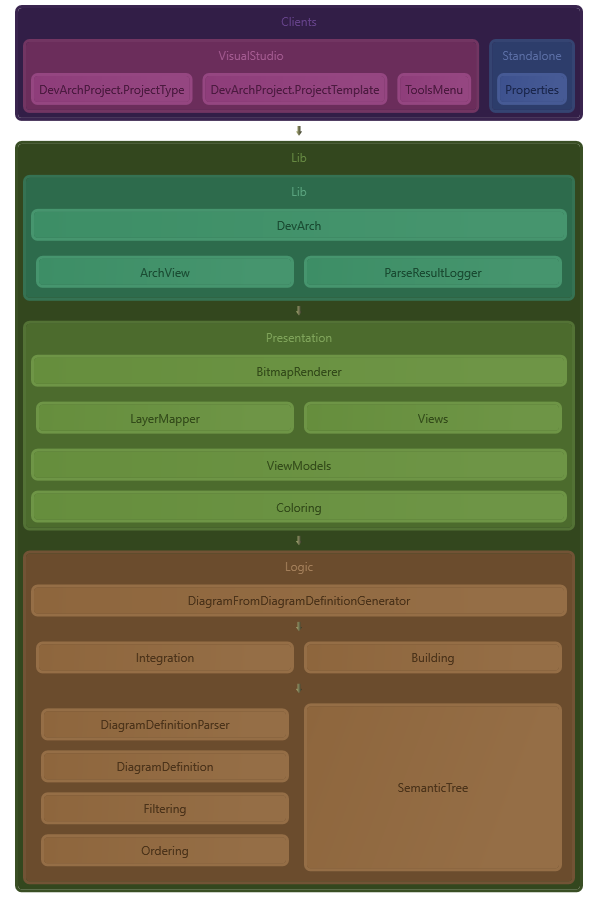 Clients
VisualStudio
Standalone
DevArchProject.ProjectType
DevArchProject.ProjectTemplate
ToolsMenu
Properties
Lib
Lib
DevArch
ArchView
ParseResultLogger
Presentation
BitmapRenderer
LayerMapper
Views
ViewModels
Coloring
Logic
DiagramFromDiagramDefinitionGenerator
Integration
Building
DiagramDefinitionParser
DiagramDefinition
Filtering
Ordering
SemanticTree